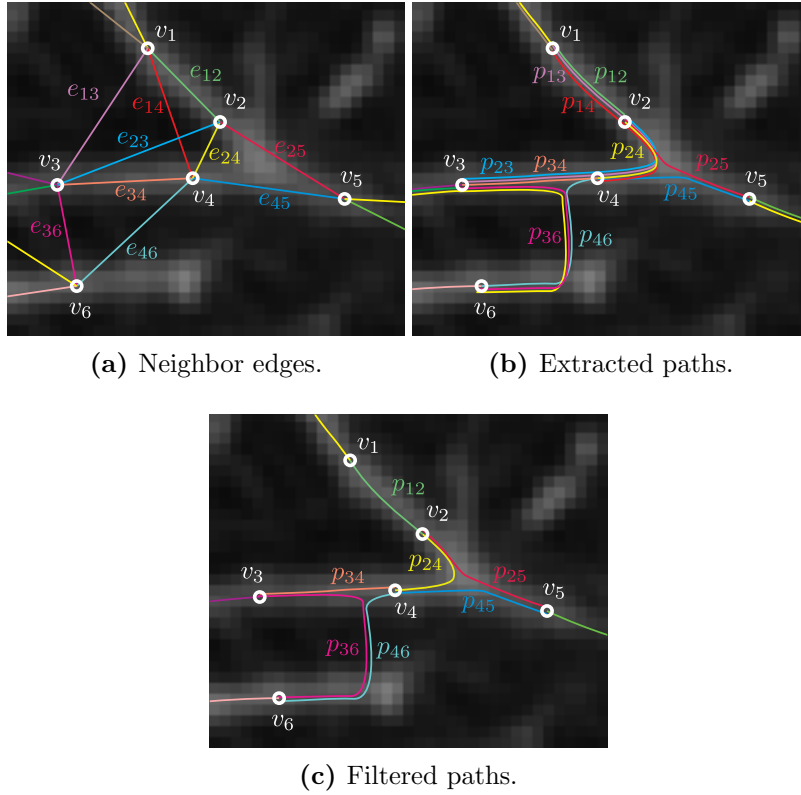 v1
e12
e13
e14
v2
e23
e24
e25
v3
e34
v4
e45
v5
e36
e46
v6
(a) Neighbor edges.
v1
p13
p12
p14
v2
p24
v3
p23
p34
p25
v4
p45
v5
p36
p46
v6
(b) Extracted paths.
v1
p12
v2
p24
v3
p34
p25
v4
p45
v5
p36
p46
v6
(c) Filtered paths.